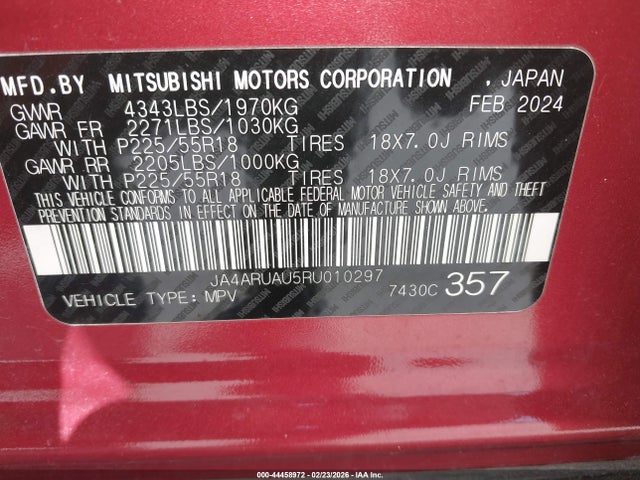 MFD.BY MITSUBISHI MOTORS CORPORATION . JAPAN
GVWR 4343LBS/1970KG FEB 2024
GAWR FR 2271LBS/1030KG
WITH P225/55R18 TIRES 18X7.0J RIMS
GAWR RR 2205LBS/1000KG
WITH P225/55R18 TIRES 18X7.0J RIMS
THIS VEHICLE CONFORMS TO ALL APPLICABLE FEDERAL MOTOR VEHICLE SAFETY AND THEFT
PREVENTION STANDARDS IN EFFECT ON THE DATE OF MANUFACTURE SHOWN ABOVE.
JA4ARUAU5RU010297
VEHICLE TYPE: MPV 7430C 357
000-44458972 | 02/23/2026 - IAA Inc.